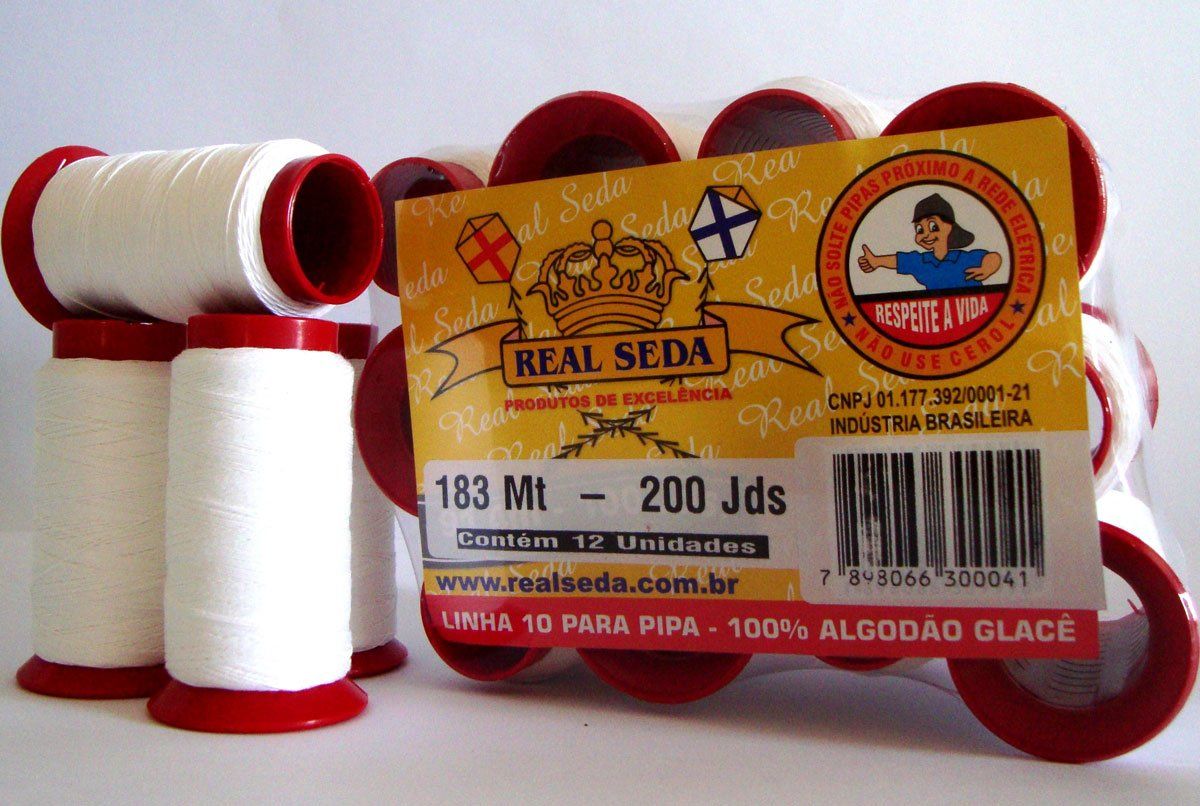 Real Seda
REAL SEDA
PRODUTOS DE EXCELÊNCIA
NÃO SOLTE PIPAS PRÓXIMO A REDE ELÉTRICA
RESPEITE A VIDA
NÃO USE CEROL
CNPJ 01.177.392/0001-21
INDÚSTRIA BRASILEIRA
183 Mt - 200 Jds
Contém 12 Unidades
7 898066 300041
www.realseda.com.br
LINHA 10 PARA PIPA - 100% ALGODÃO GLACÊ